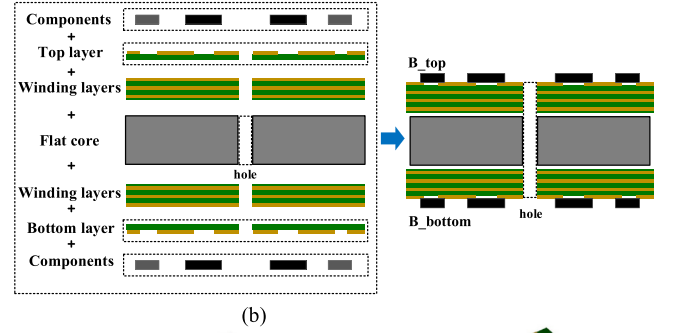 Components
+
Top layer
+
Winding layers
+
Flat core
+
hole
Winding layers
+
Bottom layer
+
Components
B_top
B_bottom
hole
(b)